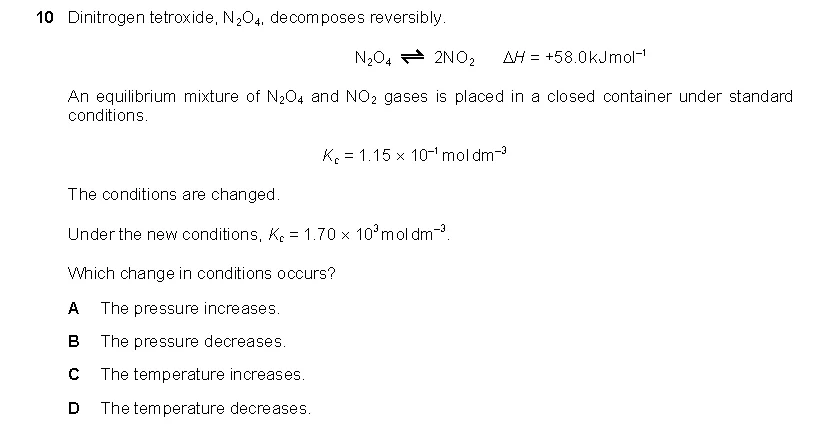 10 Dinitrogen tetroxide, N₂O₄, decomposes reversibly.
N₂O₄ ⇌ 2NO₂ ΔH = +58.0 kJ mol⁻¹
An equilibrium mixture of N₂O₄ and NO₂ gases is placed in a closed container under standard
conditions.
K꜀ = 1.15 × 10⁻¹ mol dm⁻³
The conditions are changed.
Under the new conditions, K꜀ = 1.70 × 10³ mol dm⁻³.
Which change in conditions occurs?
A The pressure increases.
B The pressure decreases.
C The temperature increases.
D The temperature decreases.